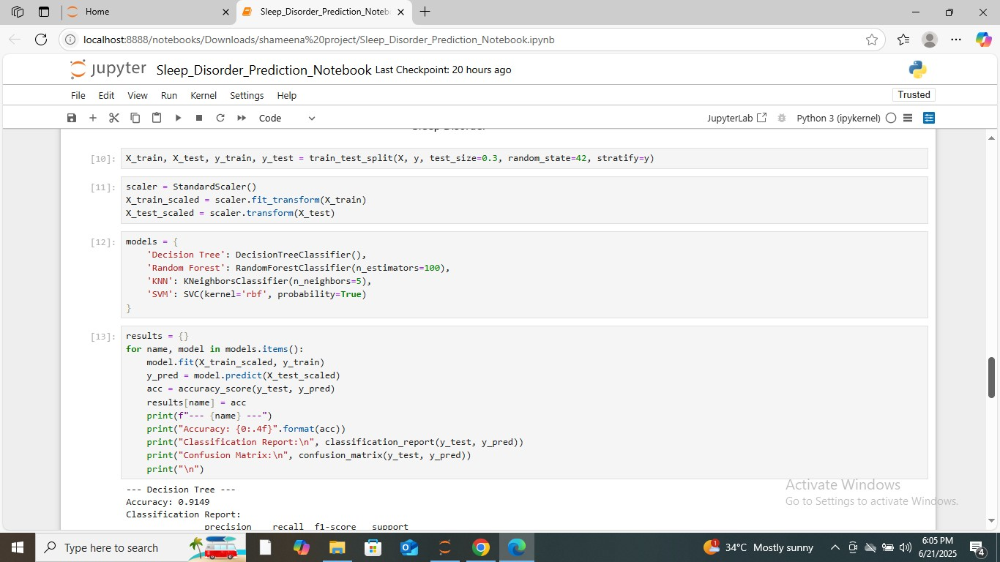 Home
Sleep_Disorder_Prediction_Noteb
localhost:8888/notebooks/Downloads/shameena%20project/Sleep_Disorder_Prediction_Notebook.ipynb
jupyter Sleep_Disorder_Prediction_Notebook Last Checkpoint: 20 hours ago
File Edit View Run Kernel Settings Help
Trusted
Code
JupyterLab
Python 3 (ipykernel)
Sleep Disorder
[10]: X_train, X_test, y_train, y_test = train_test_split(X, y, test_size=0.3, random_state=42, stratify=y)
[11]: scaler = StandardScaler()
X_train_scaled = scaler.fit_transform(X_train)
X_test_scaled = scaler.transform(X_test)
[12]: models = {
'Decision Tree': DecisionTreeClassifier(),
'Random Forest': RandomForestClassifier(n_estimators=100),
'KNN': KNeighborsClassifier(n_neighbors=5),
'SVM': SVC(kernel='rbf', probability=True)
}
[13]: results = {}
for name, model in models.items():
model.fit(X_train_scaled, y_train)
y_pred = model.predict(X_test_scaled)
acc = accuracy_score(y_test, y_pred)
results[name] = acc
print(f"--- {name} ---")
print("Accuracy: {0:.4f}".format(acc))
print("Classification Report:\n", classification_report(y_test, y_pred))
print("Confusion Matrix:\n", confusion_matrix(y_test, y_pred))
print("\n")
--- Decision Tree ---
Accuracy: 0.9149
Classification Report:
precision recall f1-score support
Activate Windows
Go to Settings to activate Windows.
Type here to search
1
34°C Mostly sunny
6:05 PM
6/21/2025
4